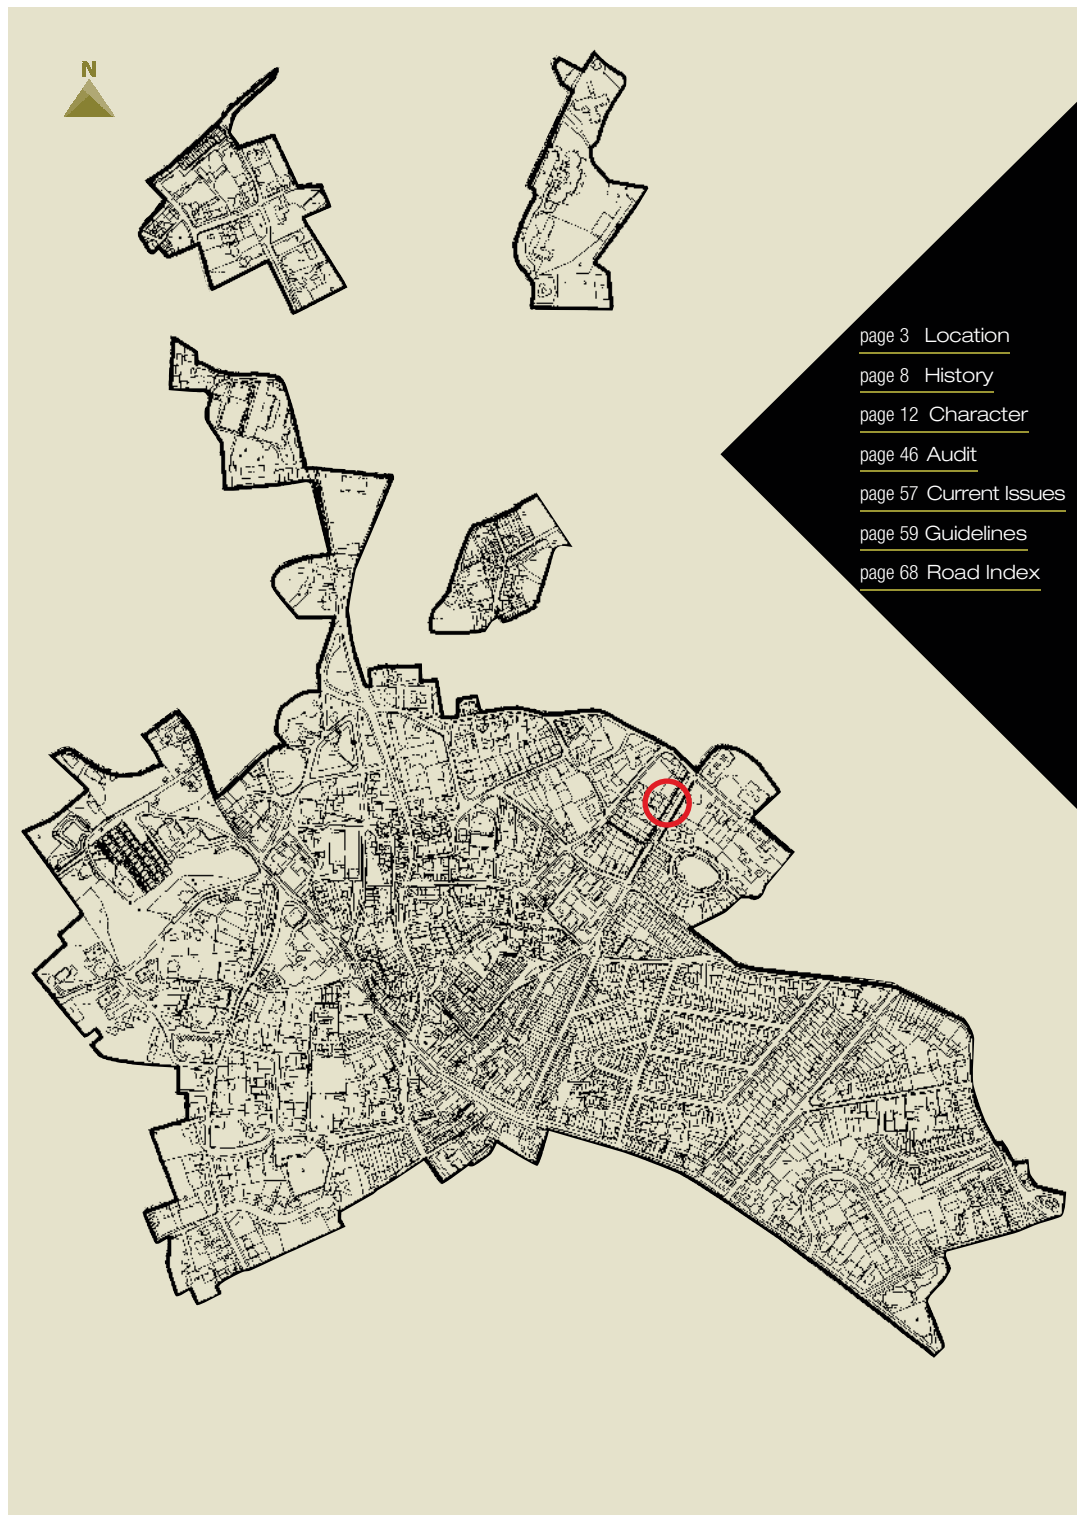 N
page 3 Location
page 8 History
page 12 Character
page 46 Audit
page 57 Current Issues
page 59 Guidelines
page 68 Road Index